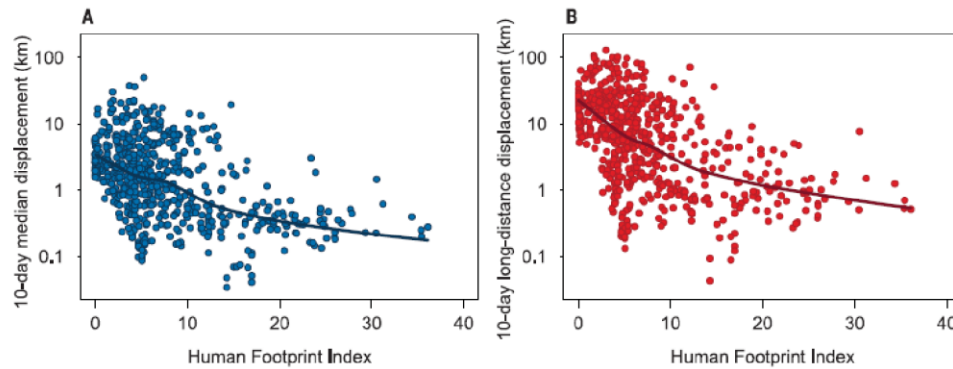 A
10-day median displacement (km)
100
10
1
0.1
0 10 20 30 40
Human Footprint Index
B
10-day long-distance displacement (km)
100
10
1
0.1
0 10 20 30 40
Human Footprint Index